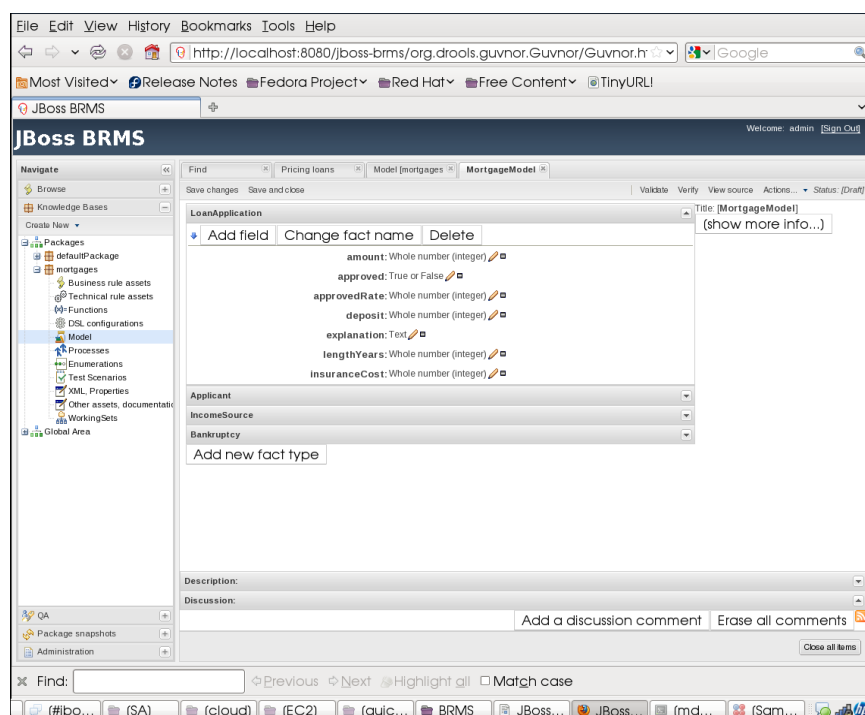 File Edit View History Bookmarks Tools Help
http://localhost:8080/jboss-brms/org.drools.guvnor.Guvnor/Guvnor.h Google
Most Visited Release Notes Fedora Project Red Hat Free Content TinyURL!
JBoss BRMS
JBoss BRMS
Welcome: admin [Sign Out]
Navigate
Browse
Knowledge Bases
Create New
Packages
defaultPackage
mortgages
Business rule assets
Technical rule assets
Functions
DSL configurations
Model
Processes
Enumerations
Test Scenarios
XML, Properties
Other assets, documentatic
WorkingSets
Global Area
QA
Package snapshots
Administration
Find Pricing loans Model [mortgages MortgageModel
Save changes Save and close Validate Verify View source Actions... Status: [Draft]
LoanApplication
Add field Change fact name Delete
amount: Whole number (integer)
approved: True or False
approvedRate: Whole number (integer)
deposit: Whole number (integer)
explanation: Text
lengthYears: Whole number (integer)
insuranceCost: Whole number (integer)
Applicant
IncomeSource
Bankruptcy
Add new fact type
Title: [MortgageModel]
(show more info...)
Description:
Discussion:
Add a discussion comment Erase all comments
Close all items
Find: Previous Next Highlight all Match case
(#jbo... (SA) (cloud) (EC2) (quic... BRMS JBoss... JBoss... (md... (Sam...